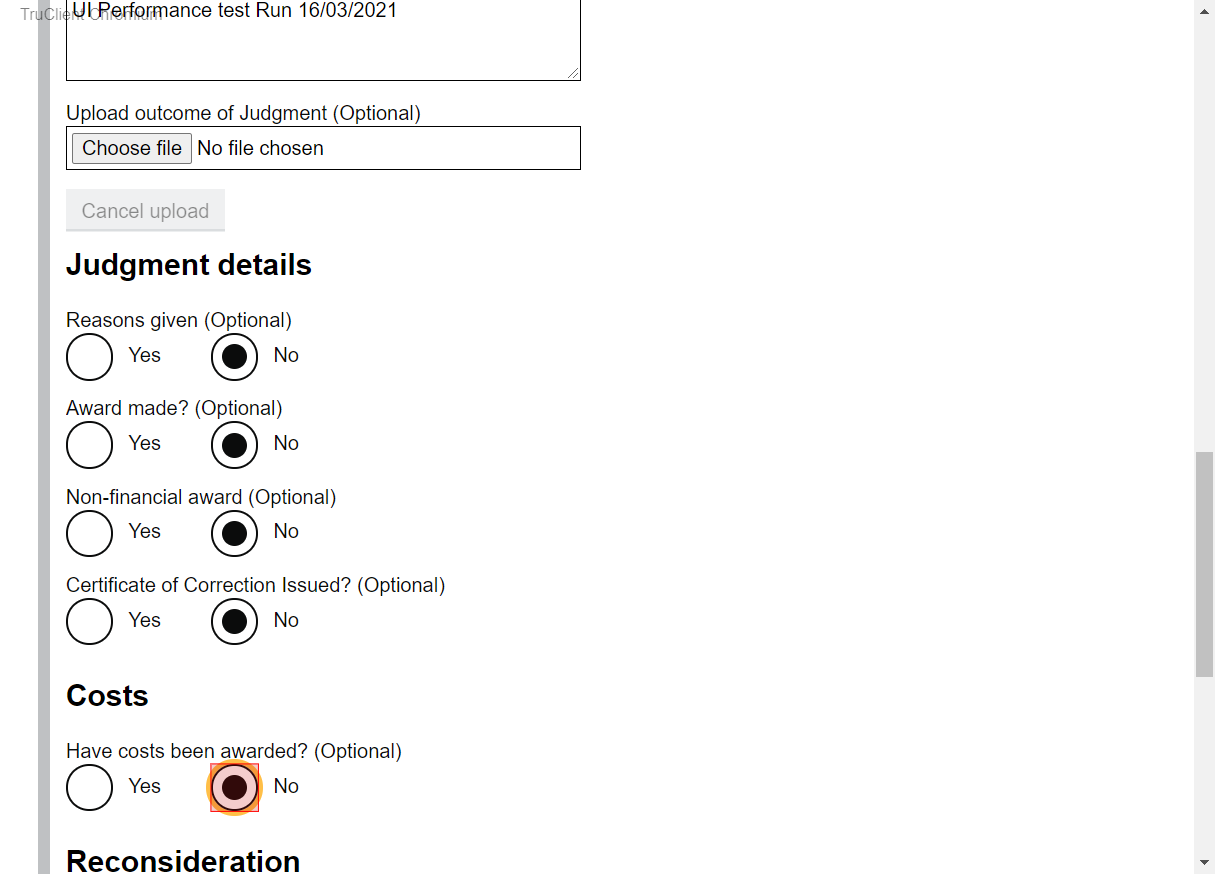 TruClient Chromium
UI Performance test Run 16/03/2021
Upload outcome of Judgment (Optional)
Choose file No file chosen
Cancel upload
Judgment details
Reasons given (Optional)
Yes No
Award made? (Optional)
Yes No
Non-financial award (Optional)
Yes No
Certificate of Correction Issued? (Optional)
Yes No
Costs
Have costs been awarded? (Optional)
Yes No
Reconsideration